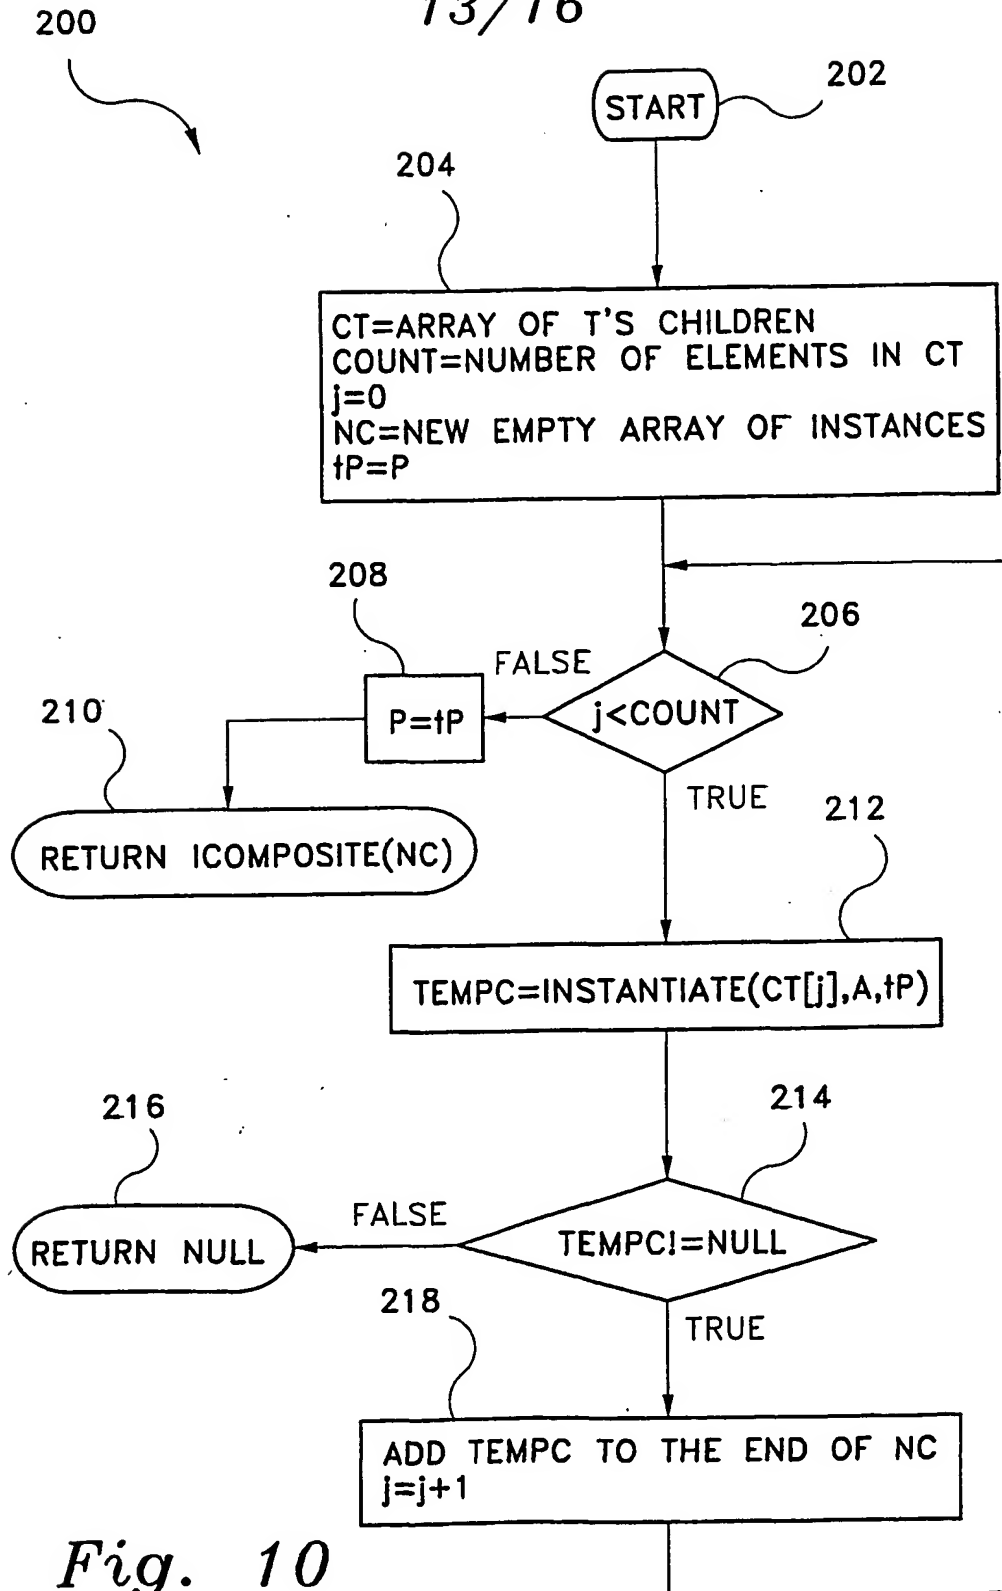 13/16
200
START
202
204
CT=ARRAY OF T'S CHILDREN
COUNT=NUMBER OF ELEMENTS IN CT
j=0
NC=NEW EMPTY ARRAY OF INSTANCES
tP=P
208
206
FALSE
j<COUNT
P=tP
210
TRUE
212
RETURN ICOMPOSITE(NC)
TEMPC=INSTANTIATE(CT[j],A,tP)
216
214
FALSE
TEMPC!=NULL
RETURN NULL
218
TRUE
ADD TEMPC TO THE END OF NC
j=j+1
Fig. 10